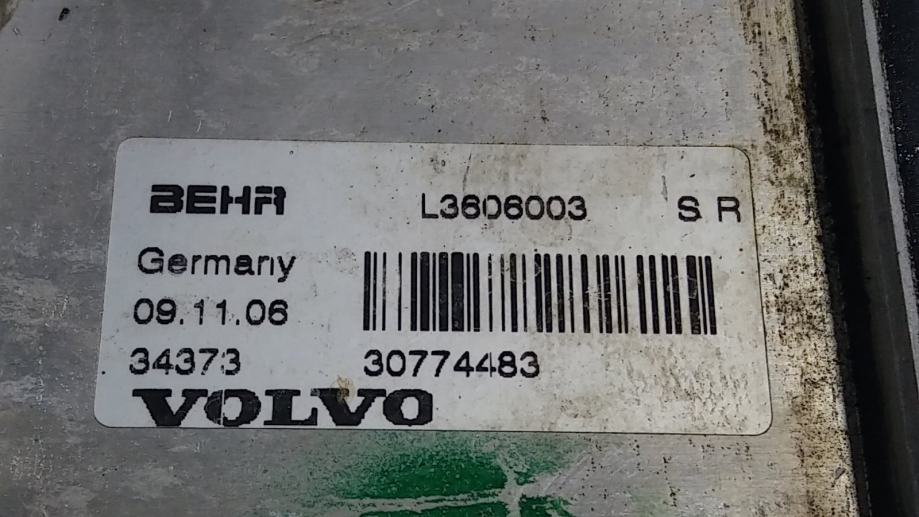 BEHR L3606003 S R
Germany
09.11.06
34373 30774483
VOLVO